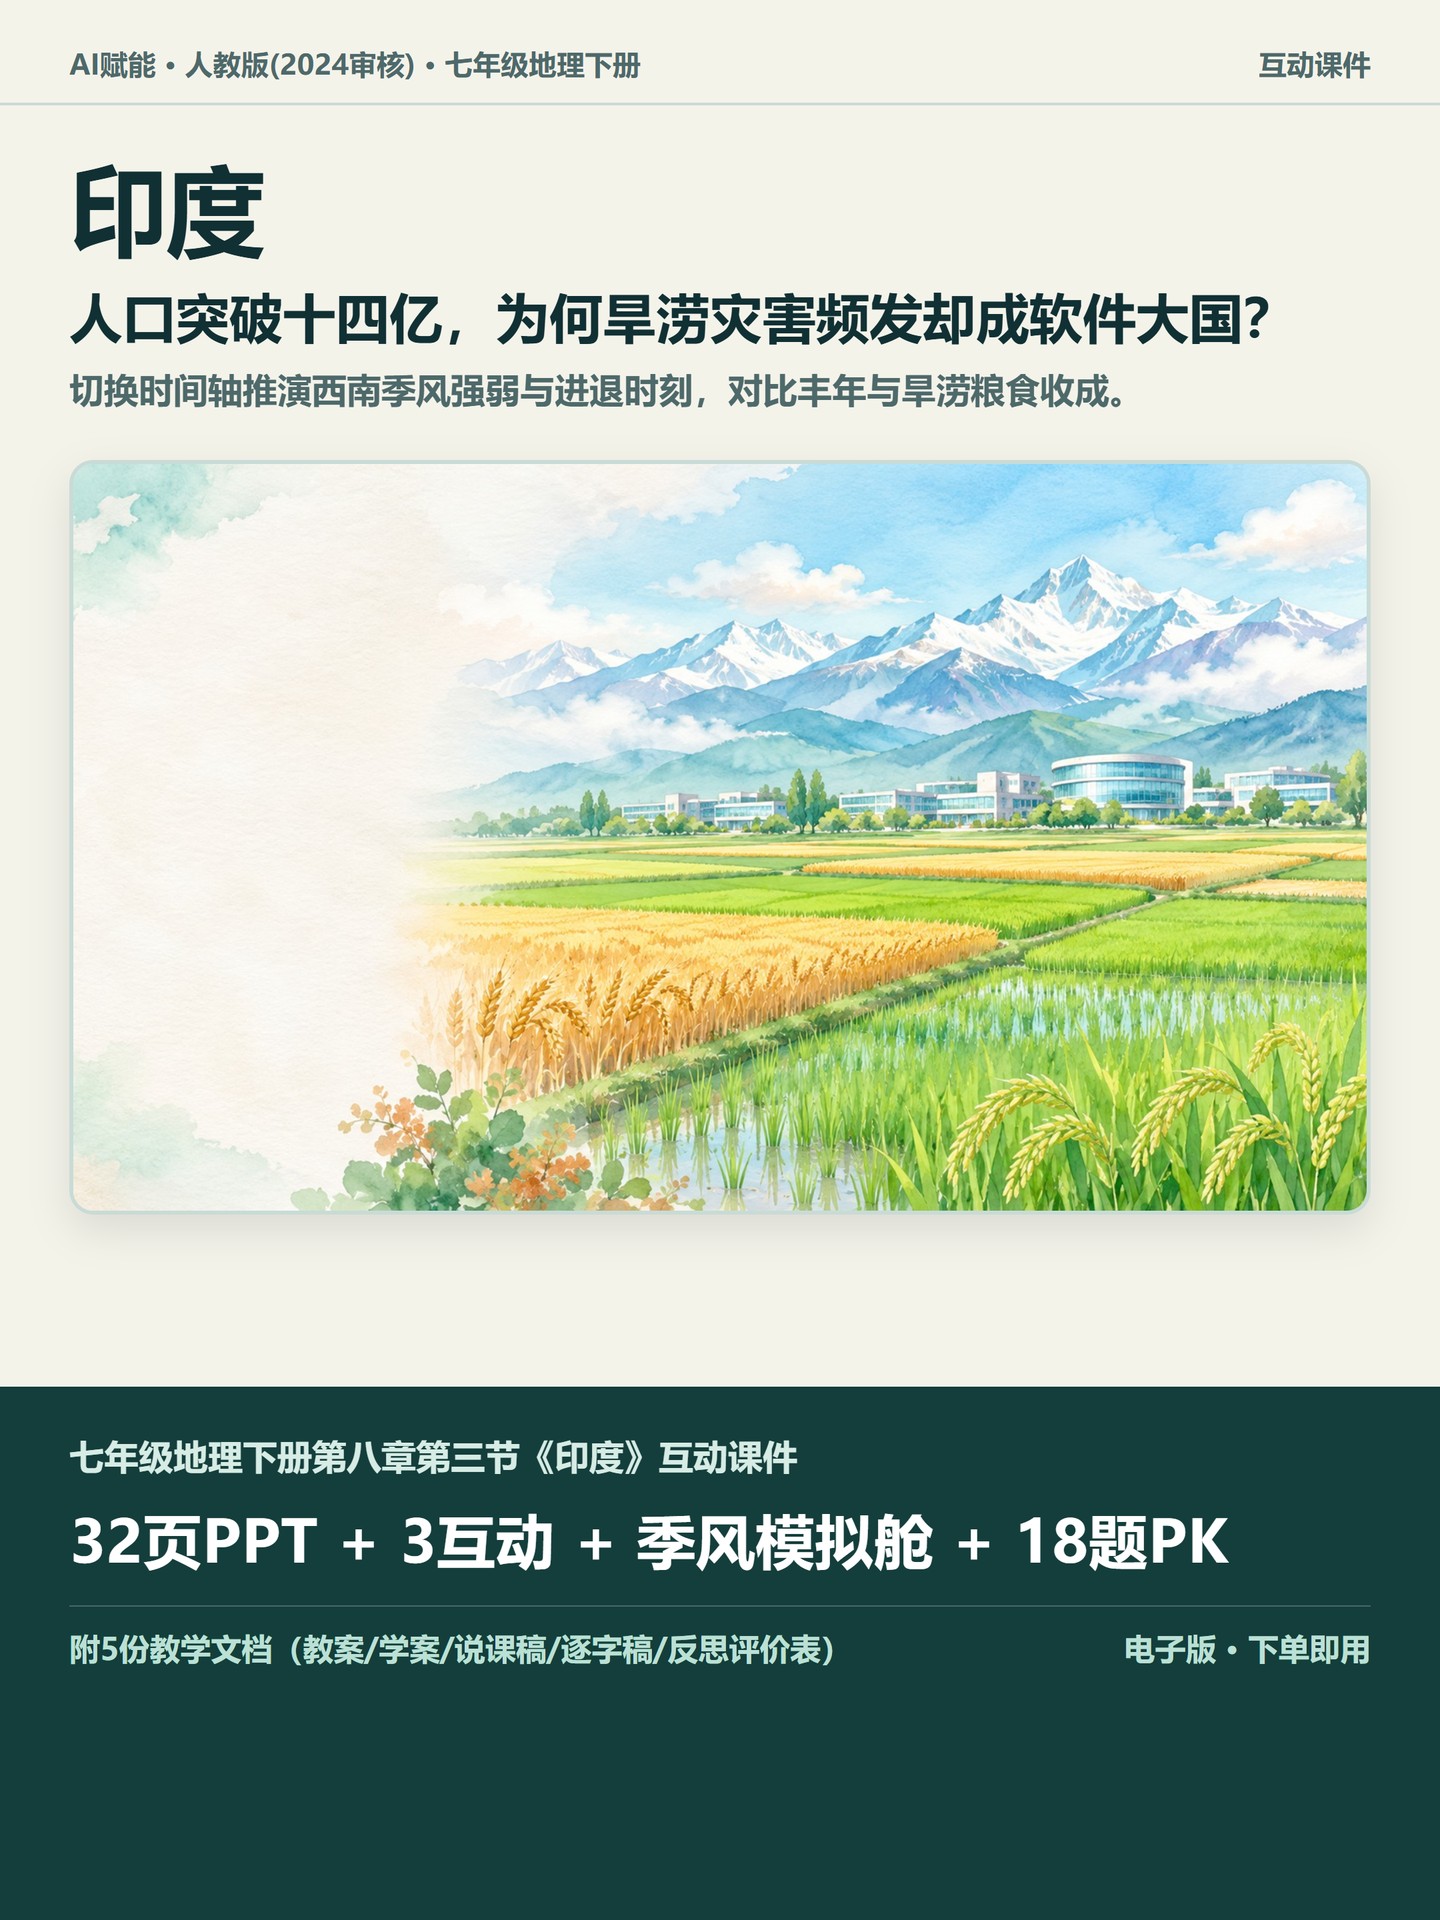 AI赋能 • 人教版(2024审核) • 七年级地理下册
互动课件
印度
人口突破十四亿，为何旱涝灾害频发却成软件大国？
切换时间轴推演西南季风强弱与进退时刻，对比丰年与旱涝粮食收成。
七年级地理下册第八章第三节《印度》互动课件
32页PPT + 3互动 + 季风模拟舱 + 18题PK
附5份教学文档（教案/学案/说课稿/逐字稿/反思评价表）
电子版 • 下单即用